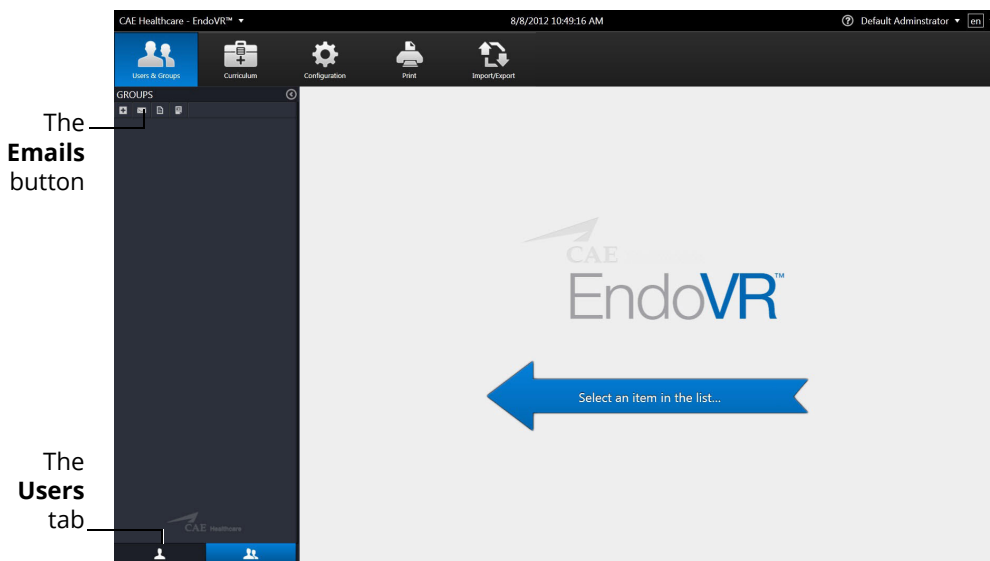 CAE Healthcare - EndoVR™ ▾
8/8/2012 10:49:16 AM
Default Adminstrator ▾ en
Users & Groups
Curriculum
Configuration
Print
Import/Export
GROUPS
The
Emails
button
CAE
EndoVR™
Select an item in the list...
The
Users
tab
CAE Healthcare